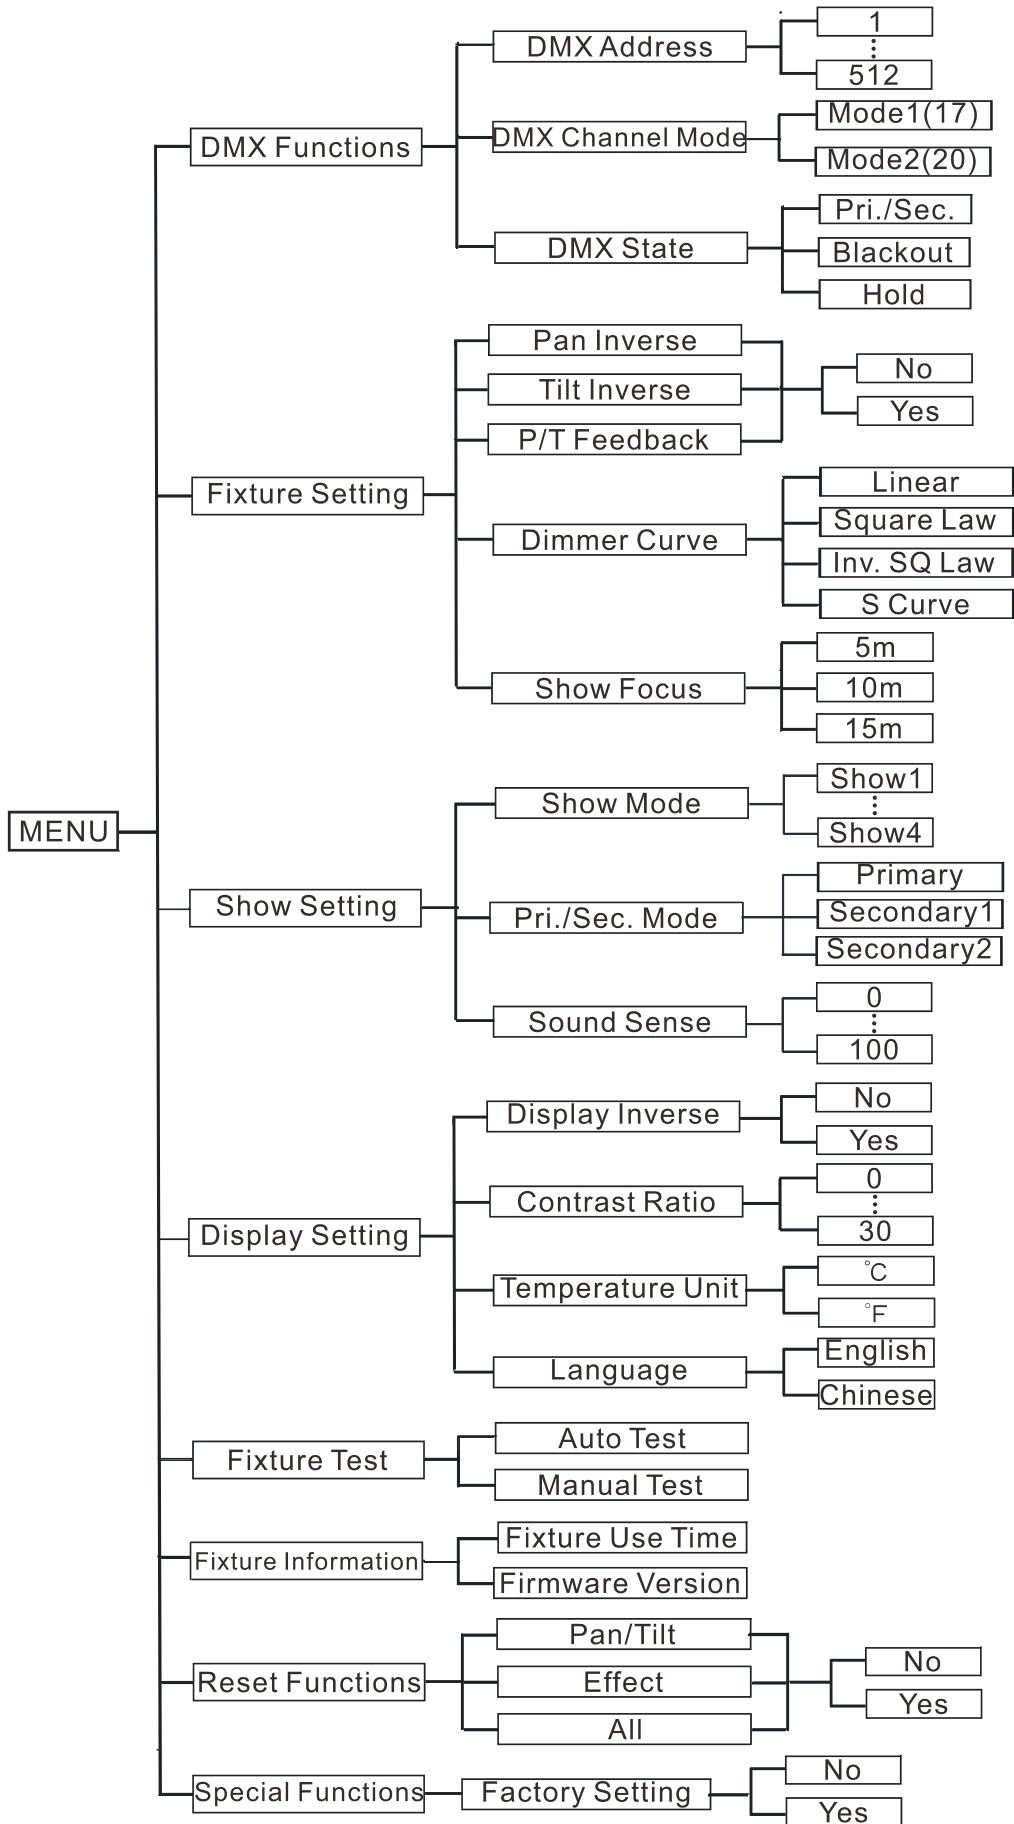 MENU
DMX Functions
DMX Address
1
512
DMX Channel Mode
Mode1(17)
Mode2(20)
DMX State
Pri./Sec.
Blackout
Hold
Fixture Setting
Pan Inverse
Tilt Inverse
P/T Feedback
No
Yes
Dimmer Curve
Linear
Square Law
Inv. SQ Law
S Curve
Show Focus
5m
10m
15m
Show Setting
Show Mode
Show1
Show4
Pri./Sec. Mode
Primary
Secondary1
Secondary2
Sound Sense
0
100
Display Setting
Display Inverse
No
Yes
Contrast Ratio
0
30
Temperature Unit
°C
°F
Language
English
Chinese
Fixture Test
Auto Test
Manual Test
Fixture Information
Fixture Use Time
Firmware Version
Reset Functions
Pan/Tilt
Effect
All
No
Yes
Special Functions
Factory Setting
No
Yes